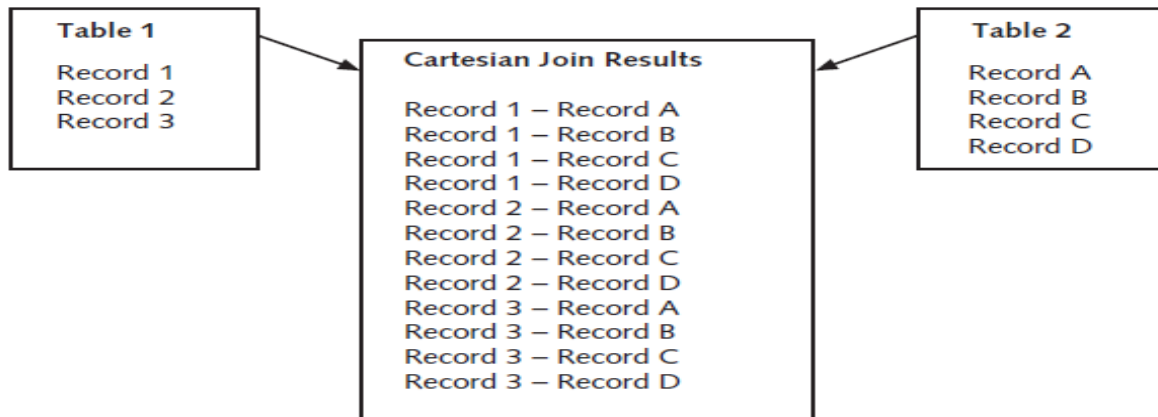 Table 1
Record 1
Record 2
Record 3
Cartesian Join Results
Record 1 – Record A
Record 1 – Record B
Record 1 – Record C
Record 1 – Record D
Record 2 – Record A
Record 2 – Record B
Record 2 – Record C
Record 2 – Record D
Record 3 – Record A
Record 3 – Record B
Record 3 – Record C
Record 3 – Record D
Table 2
Record A
Record B
Record C
Record D